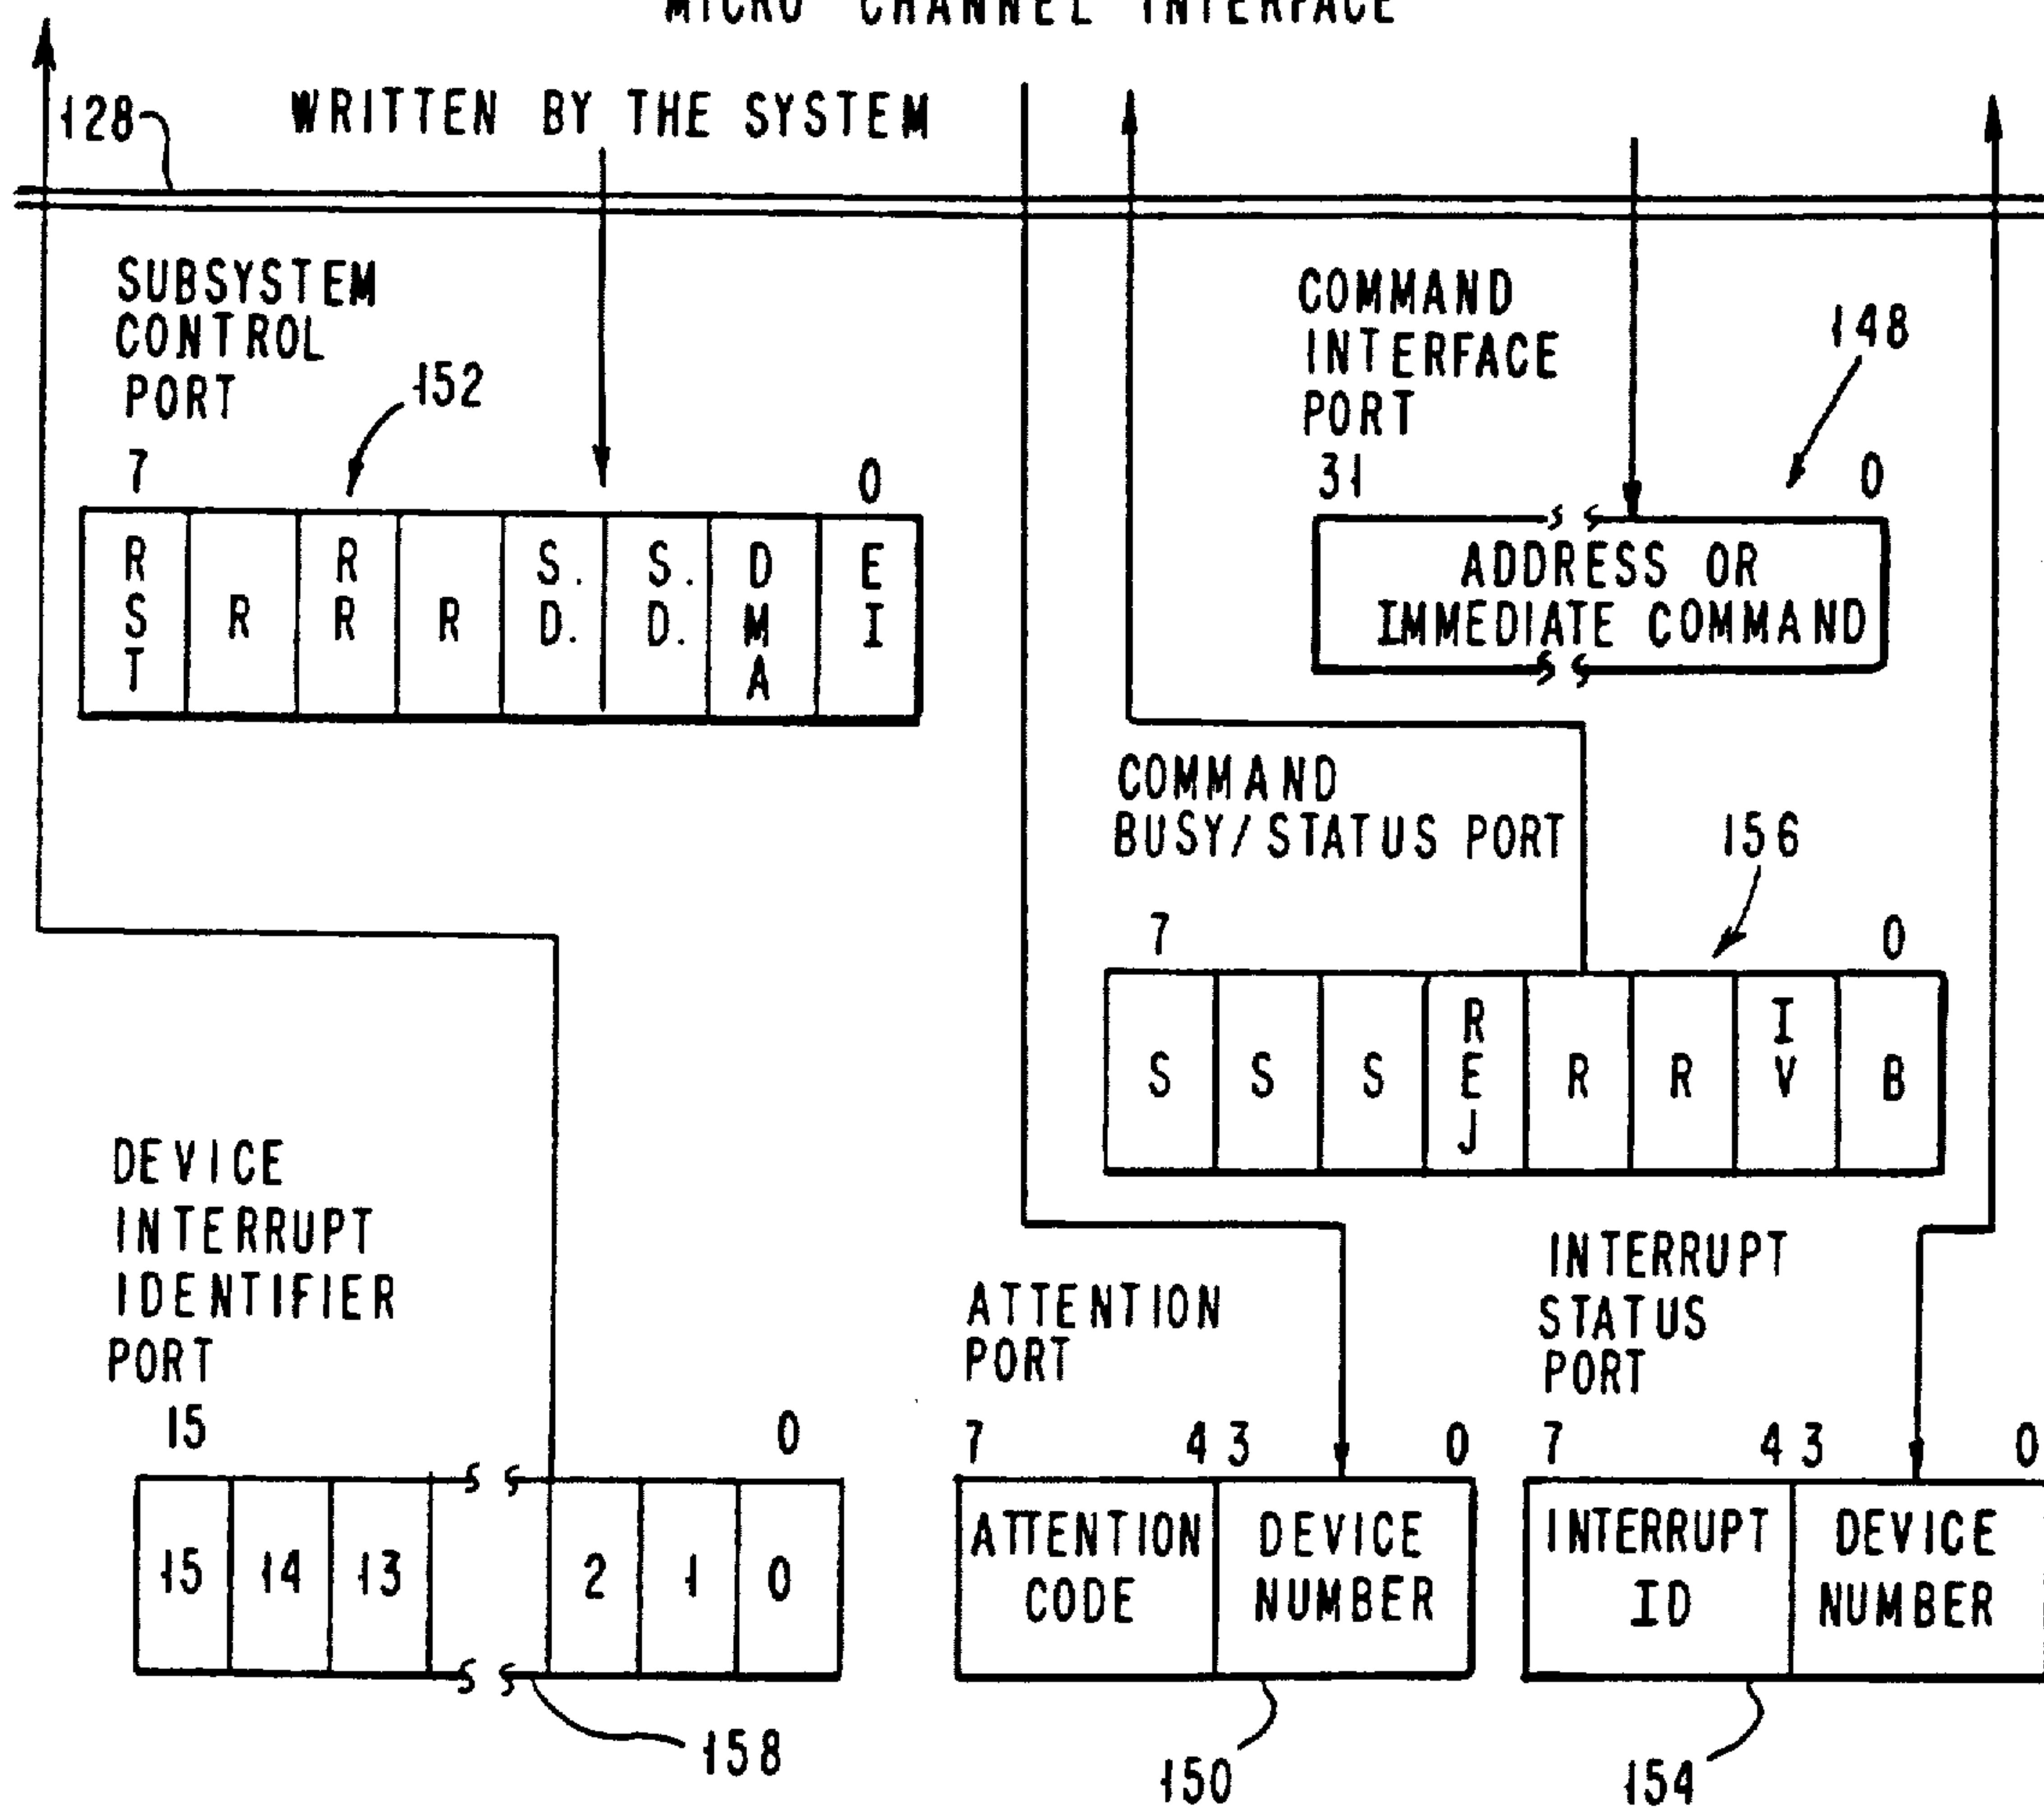 MICRO CHANNEL INTERFACE
128
WRITTEN BY THE SYSTEM
SUBSYSTEM
CONTROL
PORT
152
7
0
RST
R
RR
R
S.D.
S.D.
DMA
EI
COMMAND
INTERFACE
PORT
148
31
0
ADDRESS OR
IMMEDIATE COMMAND
COMMAND
BUSY/STATUS PORT
156
7
0
S
S
S
REJ
R
R
IV
B
DEVICE
INTERRUPT
IDENTIFIER
PORT
15
0
15
14
13
2
1
0
158
ATTENTION
PORT
7
4 3
0
ATTENTION
CODE
DEVICE
NUMBER
150
INTERRUPT
STATUS
PORT
7
4 3
0
INTERRUPT
ID
DEVICE
NUMBER
154